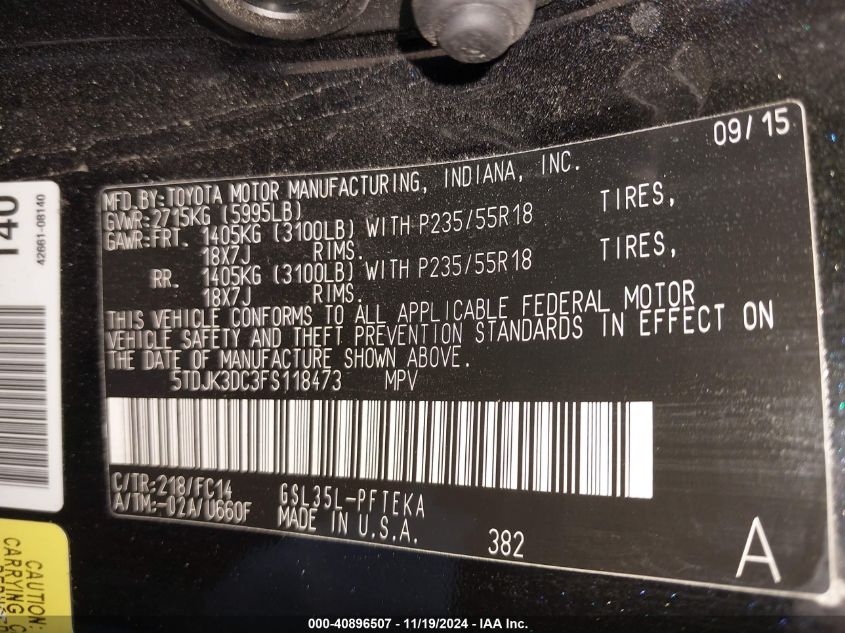 09/15
MFD.BY:TOYOTA MOTOR MANUFACTURING, INDIANA, INC.
GVWR:2715KG (5995LB)
GAWR:FRT. 1405KG (3100LB) WITH P235/55R18 TIRES,
18X7J RIMS.
RR. 1405KG (3100LB) WITH P235/55R18 TIRES,
18X7J RIMS.
THIS VEHICLE CONFORMS TO ALL APPLICABLE FEDERAL MOTOR
VEHICLE SAFETY AND THEFT PREVENTION STANDARDS IN EFFECT ON
THE DATE OF MANUFACTURE SHOWN ABOVE.
5TDJK3DC3FS118473 MPV
C/TR:218/FC14 GSL35L-PFTEKA
A/TM:-02A/U660F MADE IN U.S.A.
382
A
140
42661-08140
CAUTION:
CARRYING
000-40896507 - 11/19/2024 - IAA Inc.